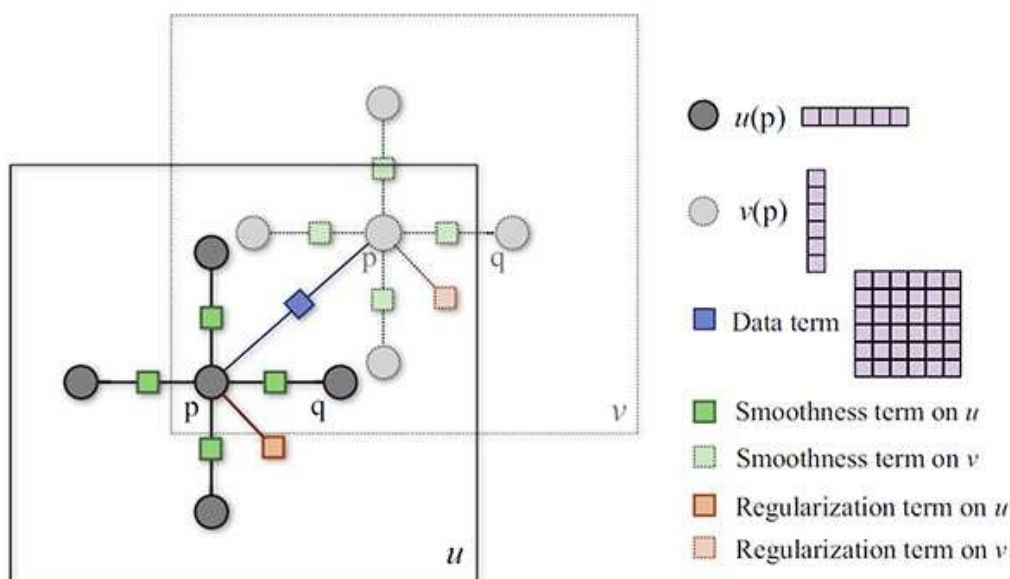 p
q
v
p
q
u
u(p)
v(p)
Data term
Smoothness term on u
Smoothness term on v
Regularization term on u
Regularization term on v